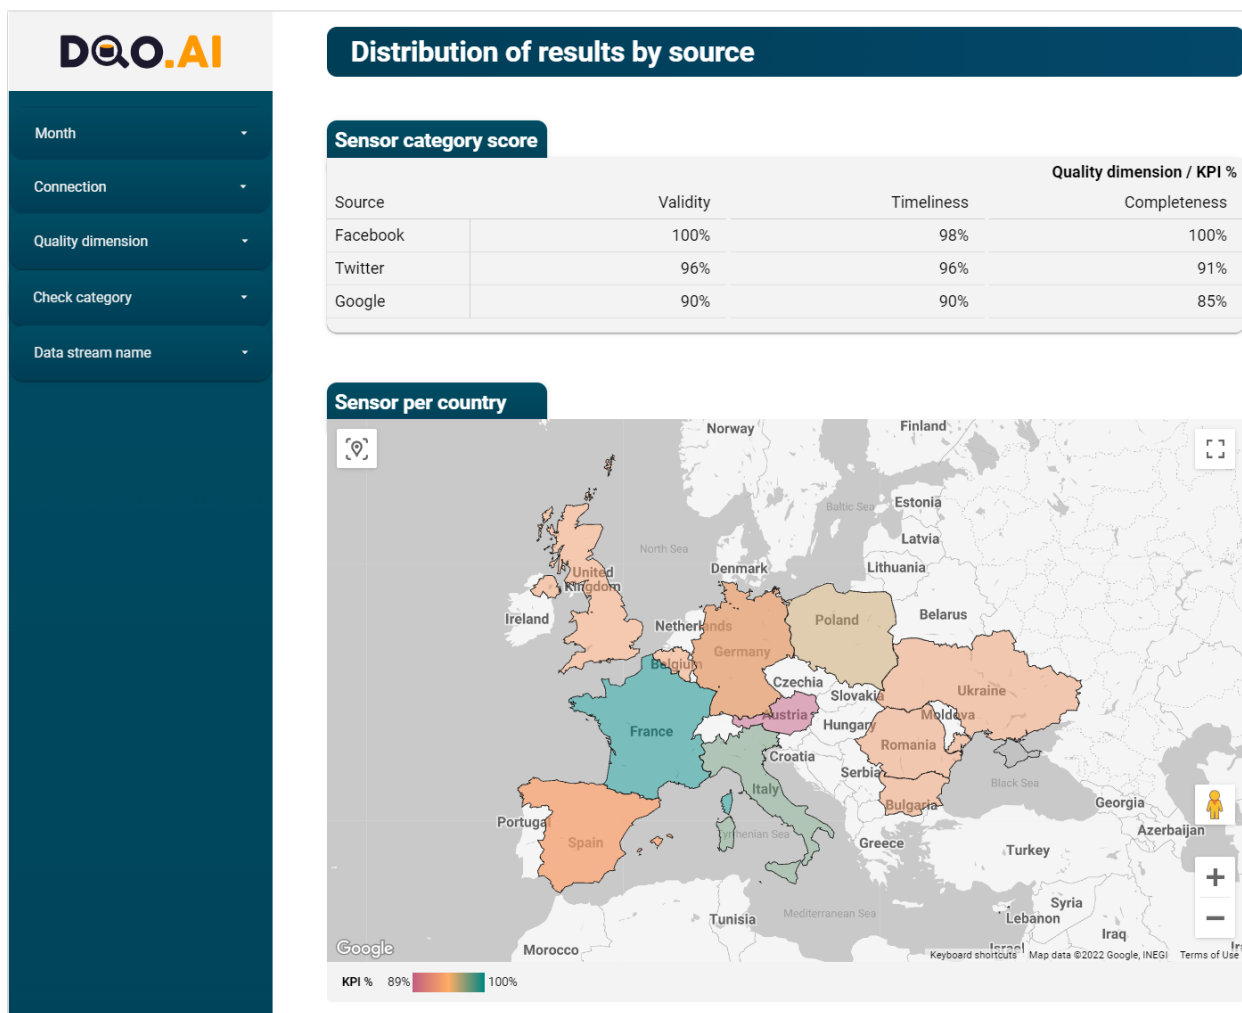 DQO.AI
Month
Connection
Quality dimension
Check category
Data stream name
Distribution of results by source
Sensor category score
Quality dimension / KPI %
Source Validity Timeliness Completeness
Facebook 100% 98% 100%
Twitter 96% 96% 91%
Google 90% 90% 85%
Sensor per country
Norway
Finland
Baltic Sea
Estonia
North Sea
Latvia
Denmark
Lithuania
United
Kingdom
Ireland
Netherlands
Poland
Belarus
Belgium
Germany
Czechia
Slovakia
Ukraine
France
Austria
Hungary
Moldova
Romania
Croatia
Serbia
Italy
Black Sea
Bulgaria
Georgia
Portugal
Spain
Tyrrhenian Sea
Greece
Azerbaijan
Turkey
Tunisia
Mediterranean Sea
Syria
Lebanon
Iraq
Israel
Morocco
Google
Keyboard shortcuts Map data ©2022 Google, INEGI Terms of Use
KPI % 89% 100%